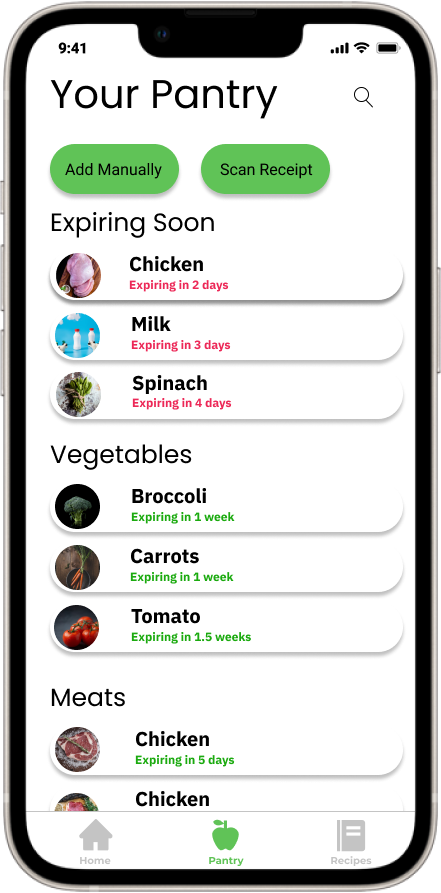 9:41
Your Pantry
Add Manually
Scan Receipt
Expiring Soon
Chicken
Expiring in 2 days
Milk
Expiring in 3 days
Spinach
Expiring in 4 days
Vegetables
Broccoli
Expiring in 1 week
Carrots
Expiring in 1 week
Tomato
Expiring in 1.5 weeks
Meats
Chicken
Expiring in 5 days
Chicken
Home
Pantry
Recipes